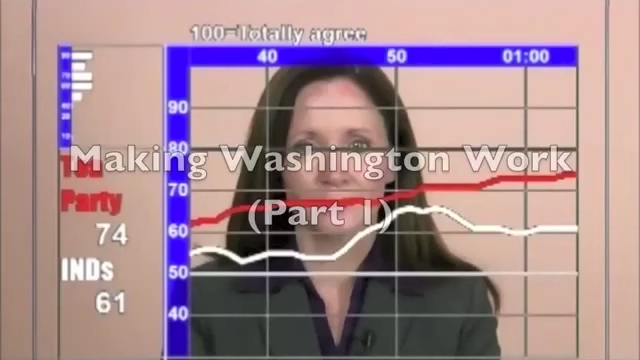 100=Totally agree
40 50 01:00
90
80
70
60
50
40
Making Washington Work
(Part 1)
Party
74
INDs
61